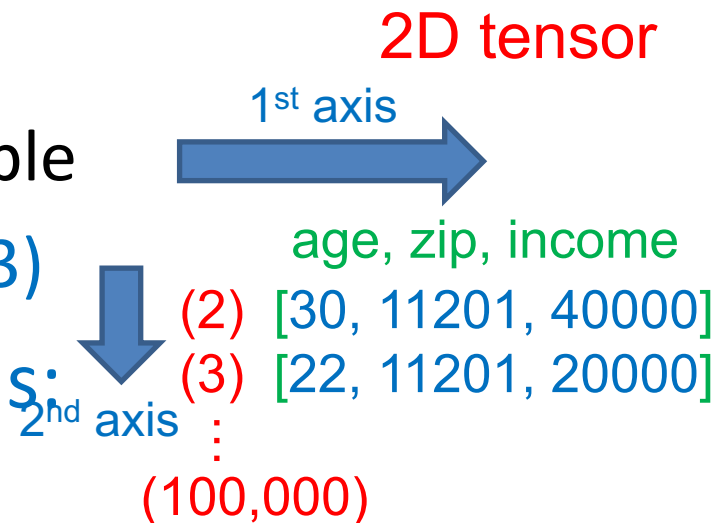 2D tensor
1st axis
age, zip, income
(2) [30, 11201, 40000]
(3) [22, 11201, 20000]
2nd axis
⋮
(100,000)